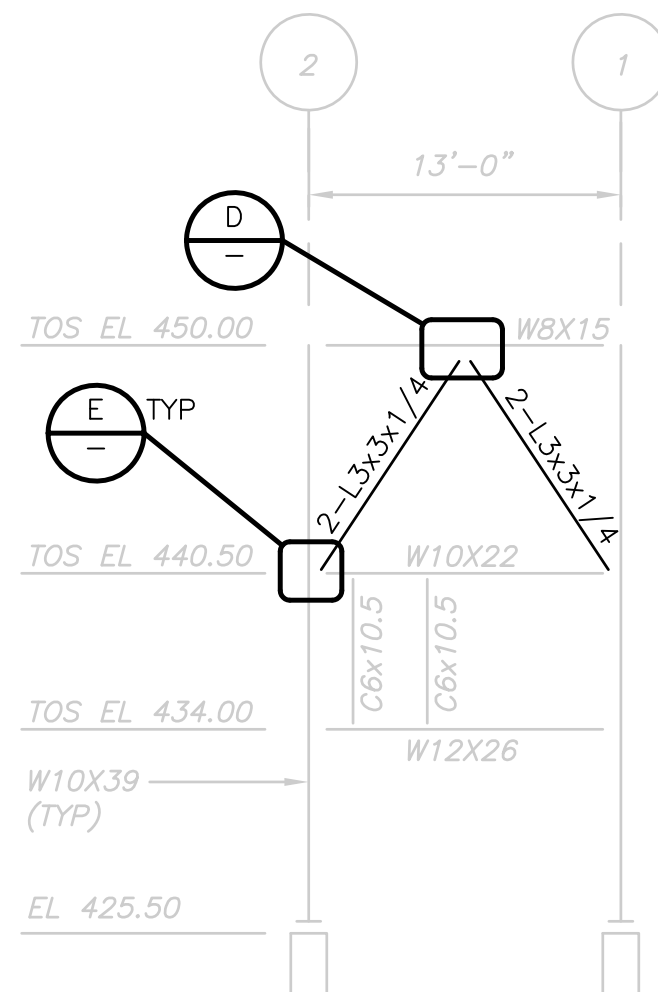 2
1
13'-0"
D
–
TOS EL 450.00
W8X15
E
–
TYP
2-L3x3x1/4
2-L3x3x1/4
TOS EL 440.50
W10X22
C6x10.5
C6x10.5
TOS EL 434.00
W12X26
W10X39
(TYP)
EL 425.50